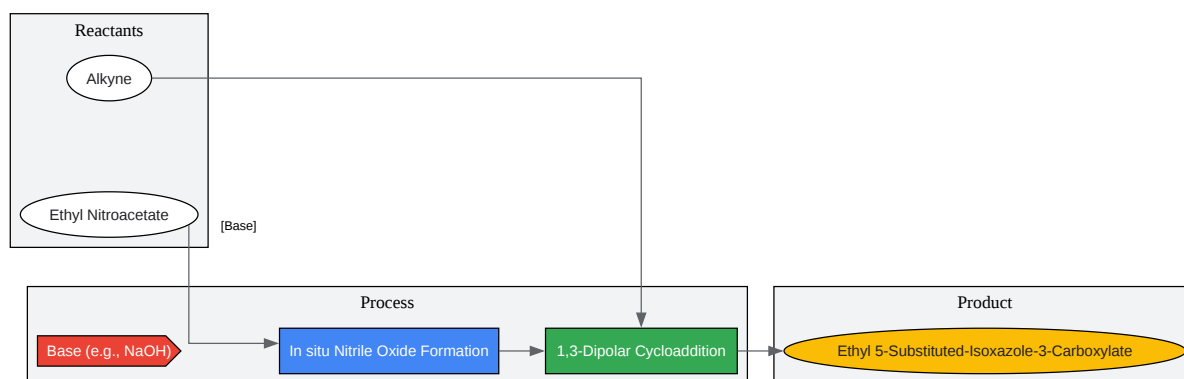 Reactants
Alkyne
Ethyl Nitroacetate
[Base]
Process
Product
Base (e.g., NaOH)
In situ Nitrile Oxide Formation
1,3-Dipolar Cycloaddition
Ethyl 5-Substituted-Isoxazole-3-Carboxylate